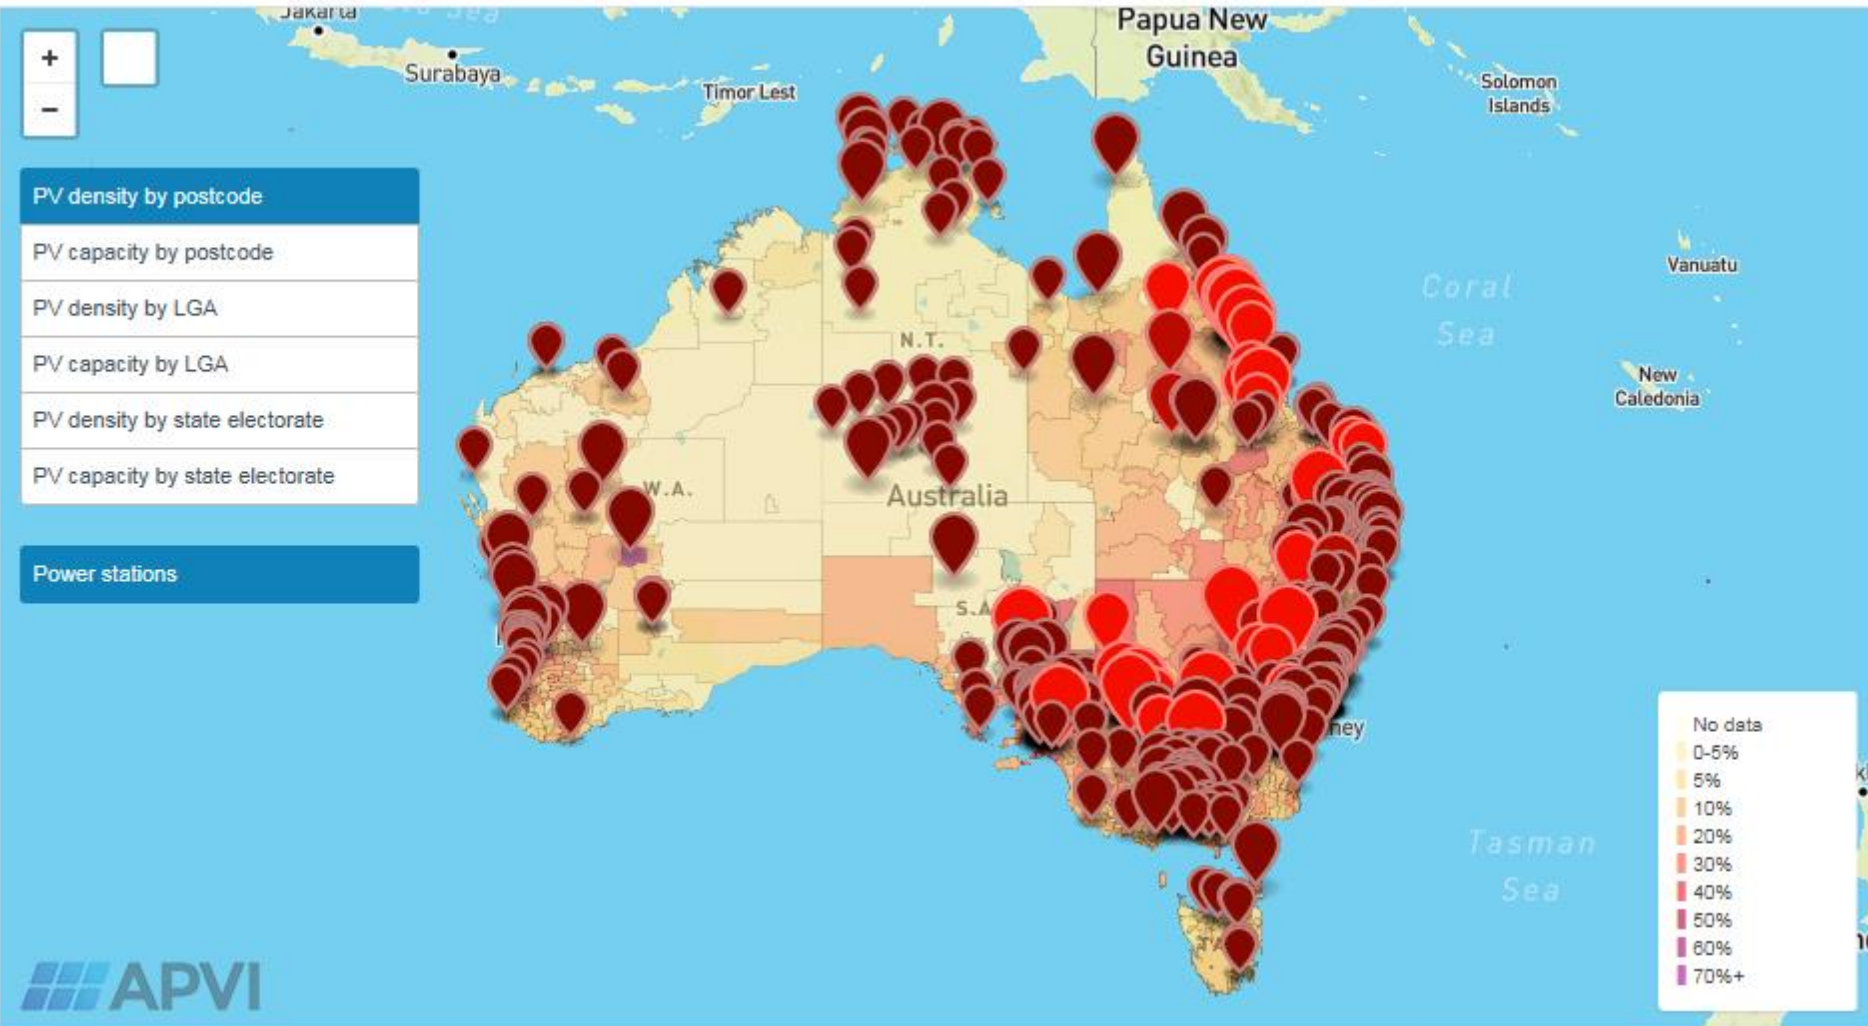 Jakarta
Papua New
Guinea
Surabaya
Timor Lest
Solomon
Islands
+
−
PV density by postcode
PV capacity by postcode
PV density by LGA
PV capacity by LGA
PV density by state electorate
PV capacity by state electorate
Power stations
Coral
Sea
Vanuatu
New
Caledonia
N.T.
W.A.
Australia
S.A
ney
Tasman
Sea
No data
0-5%
5%
10%
20%
30%
40%
50%
60%
70%+
APVI